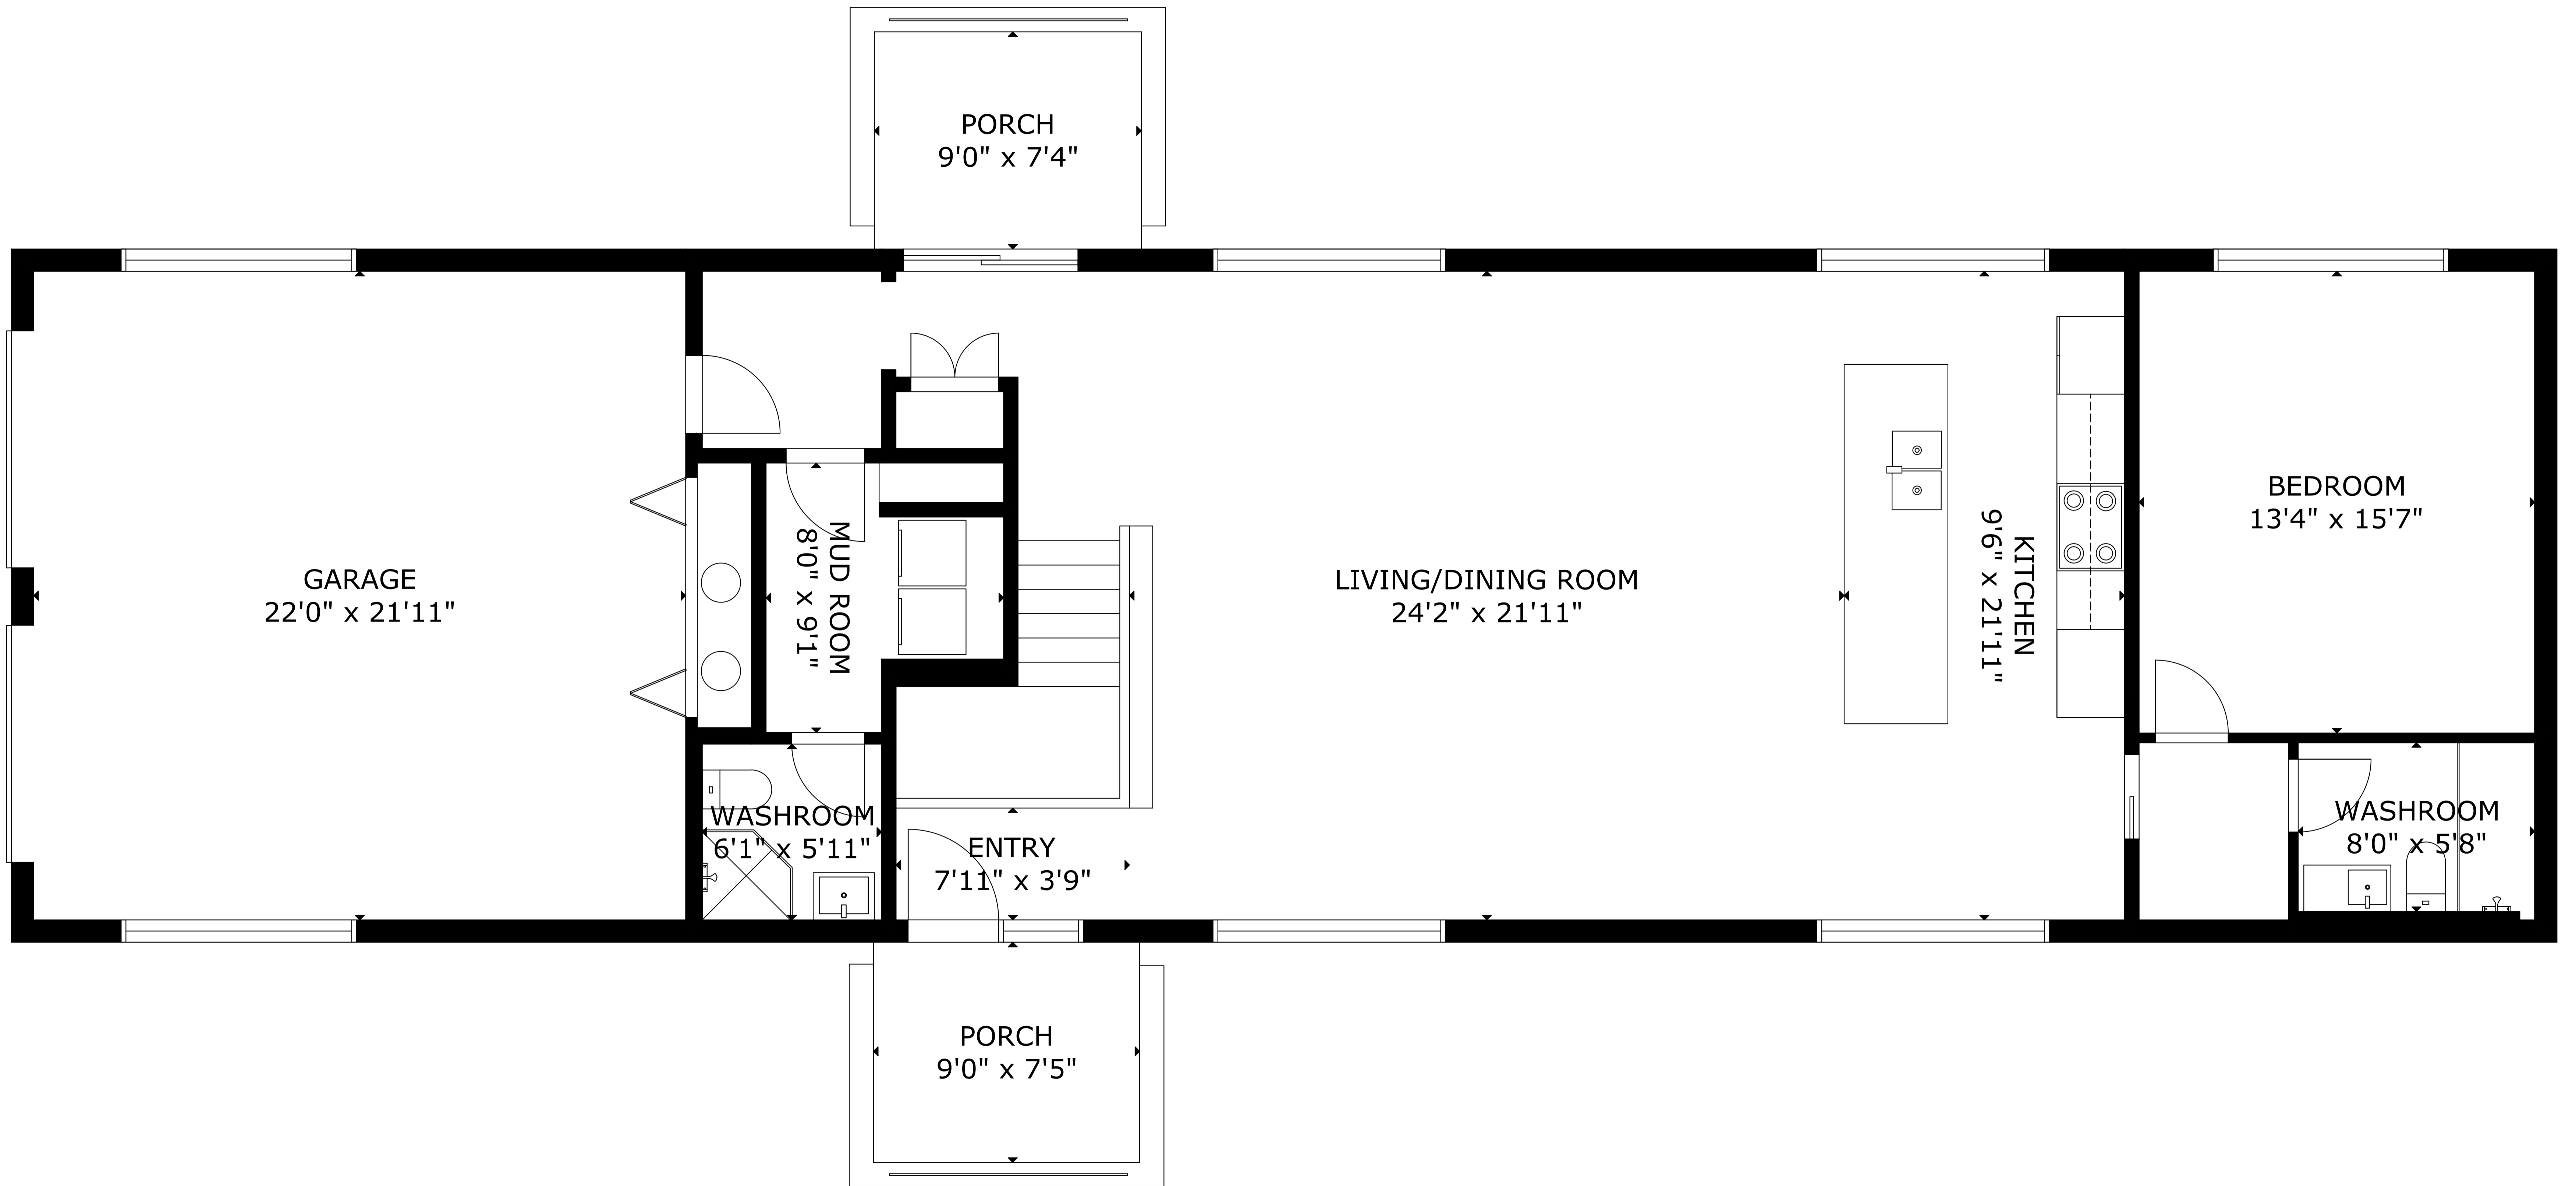 PORCH
9'0" x 7'4"
GARAGE
22'0" x 21'11"
MUD ROOM
8'0" x 9'1"
LIVING/DINING ROOM
24'2" x 21'11"
KITCHEN
9'6" x 21'11"
BEDROOM
13'4" x 15'7"
WASHROOM
6'1" x 5'11"
ENTRY
7'11" x 3'9"
WASHROOM
8'0" x 5'8"
PORCH
9'0" x 7'5"